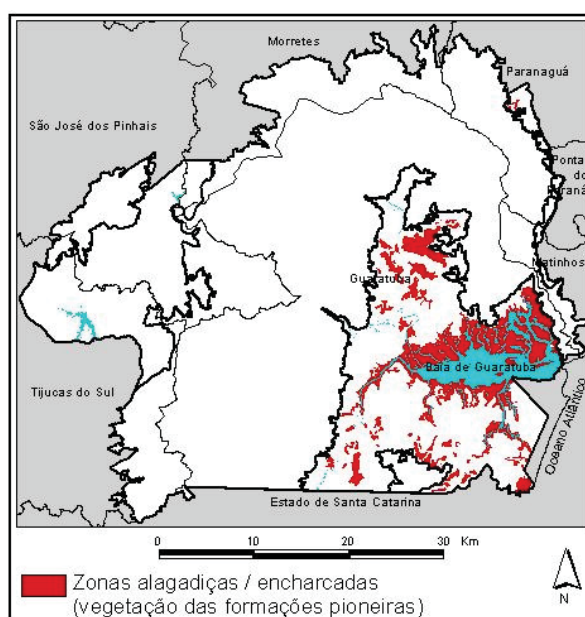 Morretes
Paranaguá
São José dos Pinhais
Pontal
do
Paraná
Matinhos
Guaratuba
Baía de Guaratuba
Tijucas do Sul
Oceano Atlântico
Estado de Santa Catarina
0 10 20 30 Km
Zonas alagadiças / encharcadas
(vegetação das formações pioneiras)
N